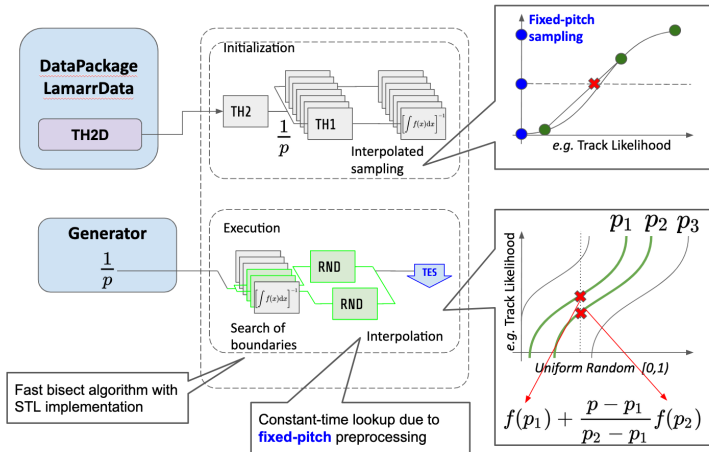 DataPackage
LamarrData
TH2D
Initialization
TH2
1/p
TH1
[∫ f(x)dx]⁻¹
Interpolated
sampling
Fixed-pitch
sampling
e.g. Track Likelihood
Generator
1/p
Execution
[∫ f(x)dx]⁻¹
RND
RND
TES
Search of
boundaries
Interpolation
p₁ p₂ p₃
e.g. Track Likelihood
Uniform Random [0,1)
f(p₁) + (p − p₁)/(p₂ − p₁) f(p₂)
Fast bisect algorithm with
STL implementation
Constant-time lookup due to
fixed-pitch preprocessing